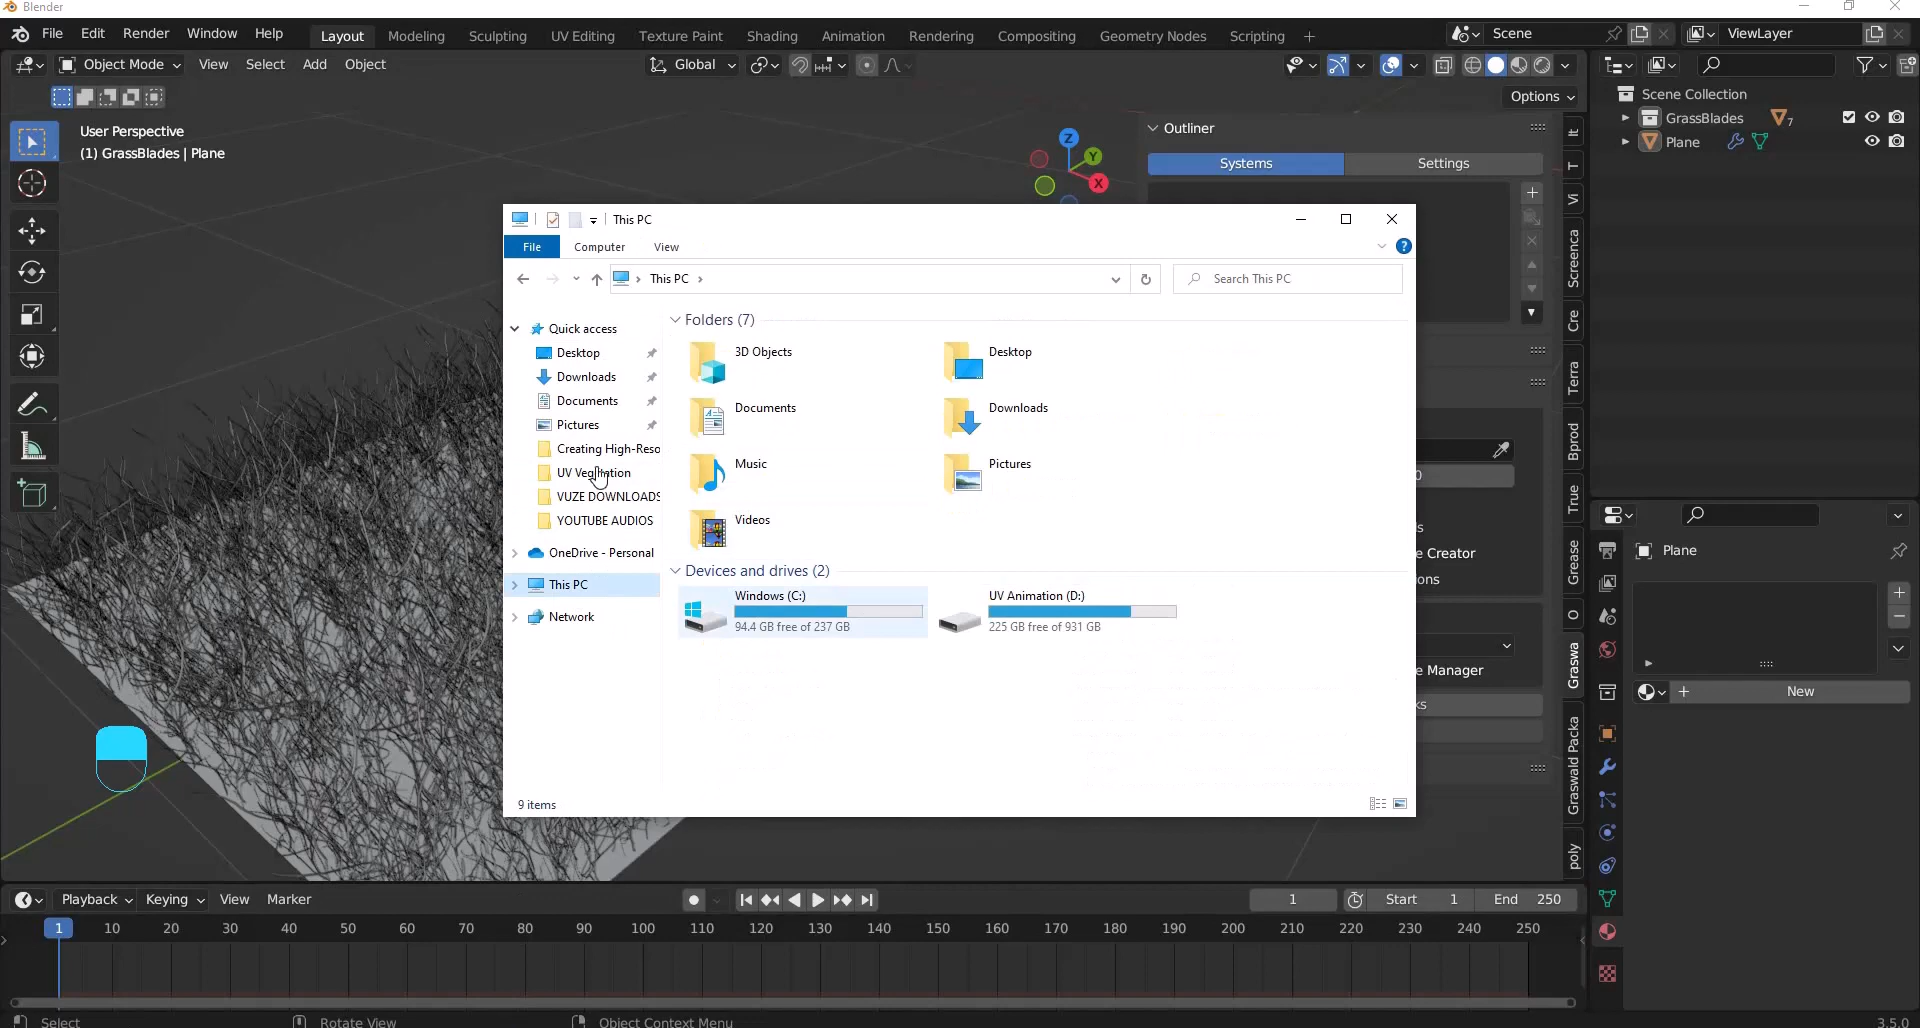 Blender
File Edit Render Window Help
Layout Modeling Sculpting UV Editing Texture Paint Shading Animation Rendering Compositing Geometry Nodes Scripting +
Scene
ViewLayer
Object Mode View Select Add Object
Global
Options
User Perspective
(1) GrassBlades | Plane
Z
Y
X
Outliner
Systems Settings
Scene Collection
GrassBlades 7
Plane
It
T
Vi
Screenca
Cre
Terra
Bprod
True
Grease
O
Graswa
Graswald Packa
poly
This PC
File Computer View
This PC
Search This PC
Quick access
Desktop
Downloads
Documents
Pictures
Creating High-Reso
VUZE DOWNLOADS
YOUTUBE AUDIOS
OneDrive - Personal
This PC
Network
Folders (7)
3D Objects
Desktop
Documents
Downloads
Music
Pictures
Videos
Devices and drives (2)
Windows (C:)
94.4 GB free of 237 GB
UV Animation (D:)
225 GB free of 931 GB
9 items
0
s
e Creator
ons
e Manager
ks
Plane
New
Playback Keying View Marker
1
Start 1
End 250
1 10 20 30 40 50 60 70 80 90 100 110 120 130 140 150 160 170 180 190 200 210 220 230 240 250
Select
Rotate View
Object Context Menu
3.5.0